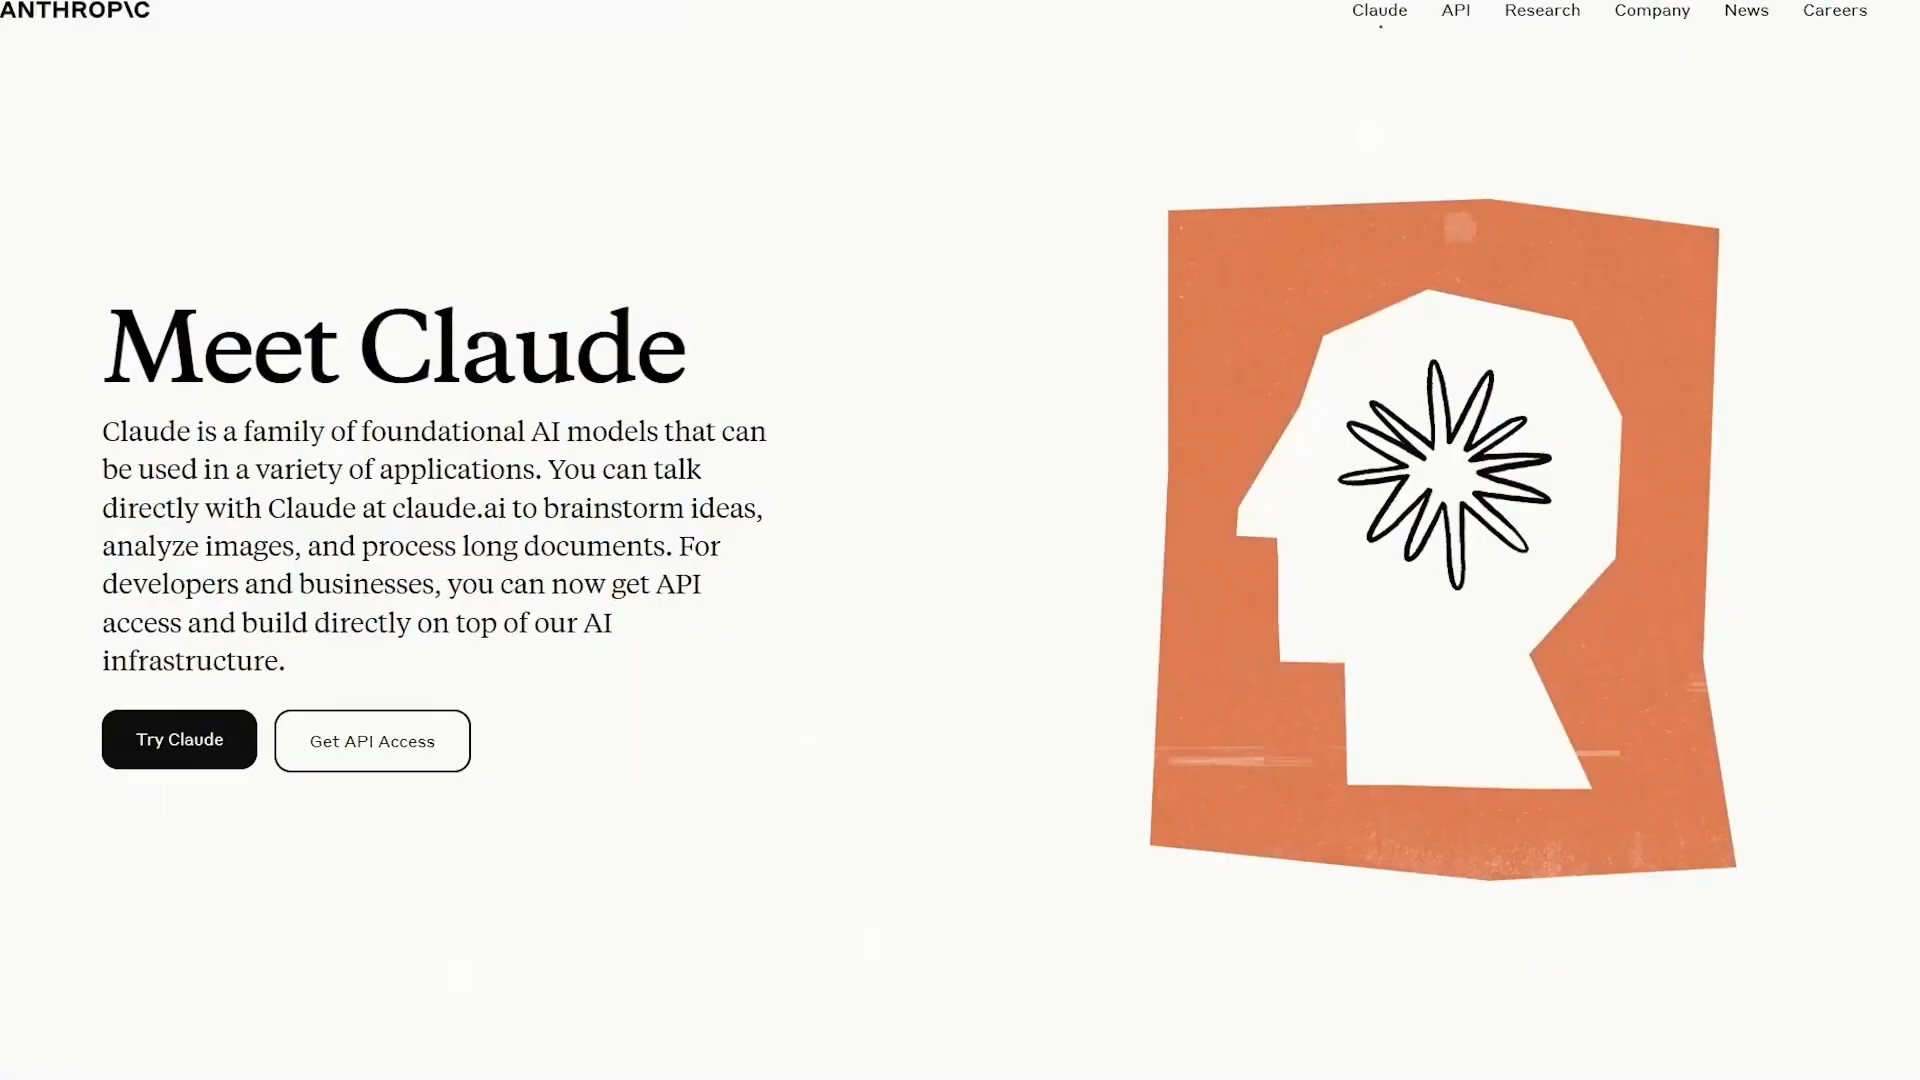 ANTHROP\C
Claude API Research Company News Careers
Meet Claude
Claude is a family of foundational AI models that can
be used in a variety of applications. You can talk
directly with Claude at claude.ai to brainstorm ideas,
analyze images, and process long documents. For
developers and businesses, you can now get API
access and build directly on top of our AI
infrastructure.
Try Claude
Get API Access